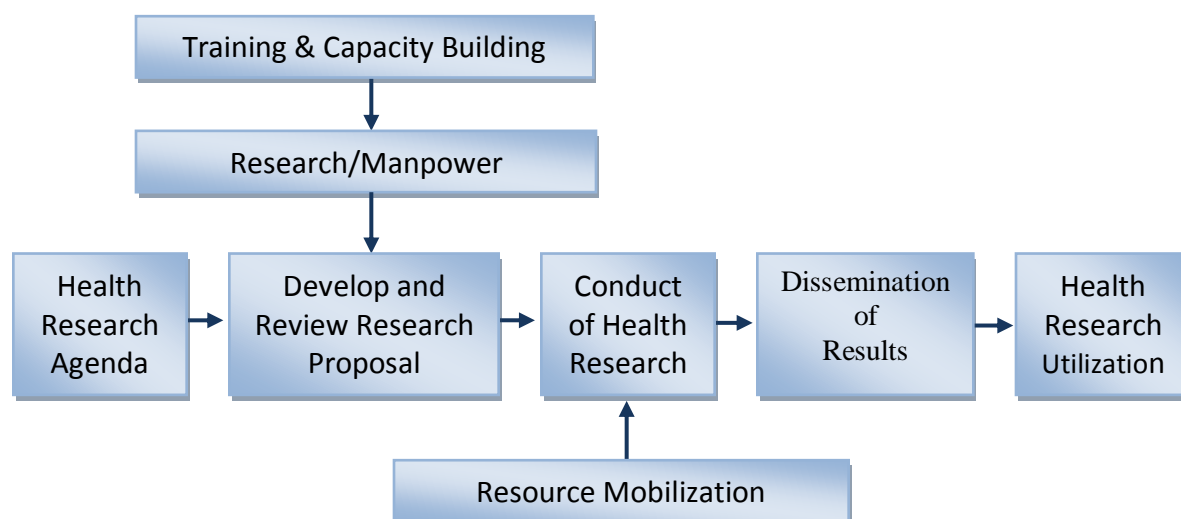 Training & Capacity Building
Research/Manpower
Health
Research
Agenda
Develop and
Review Research
Proposal
Conduct
of Health
Research
Dissemination
of
Results
Health
Research
Utilization
Resource Mobilization